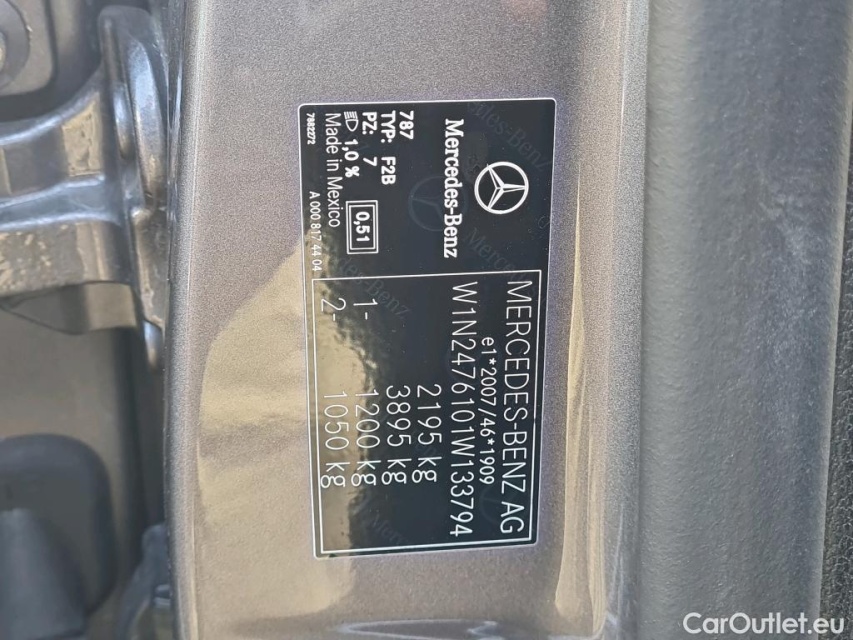 Mercedes-Benz
787
TYP: F2B
PZ: 7
1,0 %
0,51
Made in Mexico
A 000 817 44 04
7882272
MERCEDES-BENZ AG
e1*2007/46*1909
W1N2476101W133794
2195 kg
3895 kg
1- 1200 kg
2- 1050 kg
CarOutlet.eu